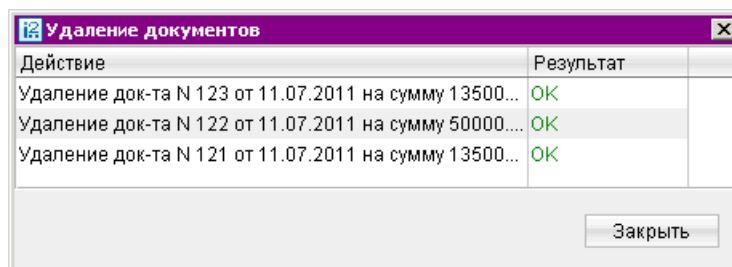 Удаление документов
Действие Результат
Удаление док-та N 123 от 11.07.2011 на сумму 13500... OK
Удаление док-та N 122 от 11.07.2011 на сумму 50000.... OK
Удаление док-та N 121 от 11.07.2011 на сумму 13500... OK
Закрыть